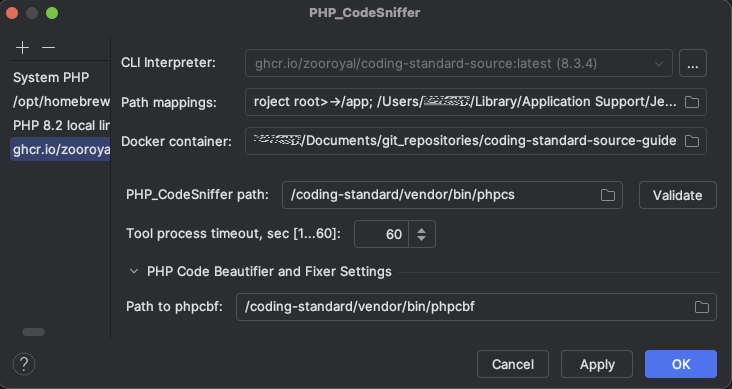 PHP_CodeSniffer
System PHP
/opt/homebrew
PHP 8.2 local lin
ghcr.io/zooroyal
CLI Interpreter: ghcr.io/zooroyal/coding-standard-source:latest (8.3.4) ...
Path mappings: roject root>→/app; /Users/ /Library/Application Support/Je...
Docker container: /Documents/git_repositories/coding-standard-source-guide
PHP_CodeSniffer path: /coding-standard/vendor/bin/phpcs Validate
Tool process timeout, sec [1...60]: 60
PHP Code Beautifier and Fixer Settings
Path to phpcbf: /coding-standard/vendor/bin/phpcbf
? Cancel Apply OK